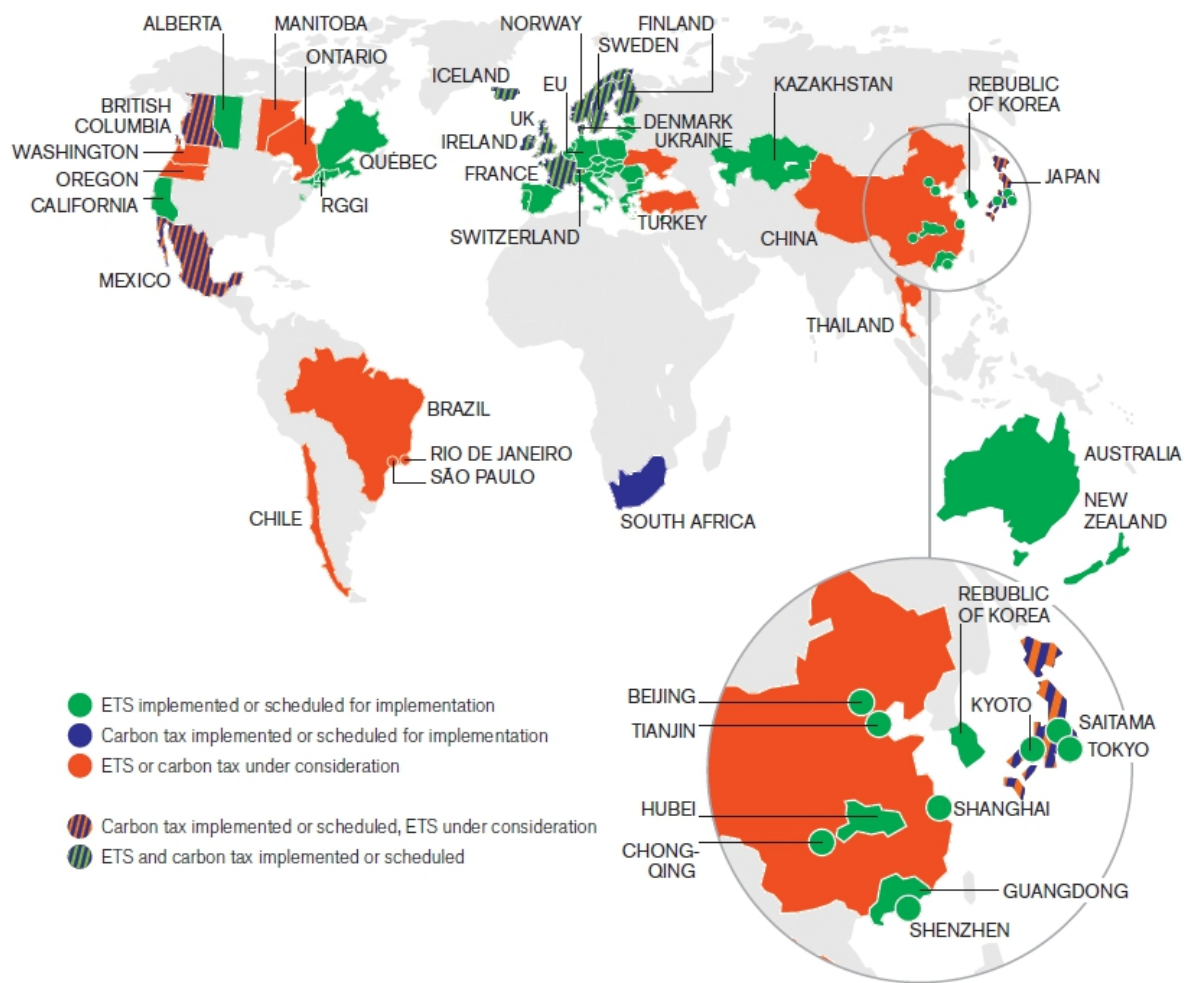 ALBERTA
MANITOBA
ONTARIO
BRITISH
COLUMBIA
WASHINGTON
OREGON
CALIFORNIA
QUÉBEC
RGGI
MEXICO
NORWAY
FINLAND
SWEDEN
ICELAND
EU
UK
IRELAND
DENMARK
UKRAINE
FRANCE
SWITZERLAND
TURKEY
KAZAKHSTAN
REPUBLIC
OF KOREA
JAPAN
CHINA
THAILAND
BRAZIL
RIO DE JANEIRO
SÃO PAULO
CHILE
SOUTH AFRICA
AUSTRALIA
NEW
ZEALAND
REBUBLIC
OF KOREA
BEIJING
TIANJIN
KYOTO
SAITAMA
TOKYO
HUBEI
SHANGHAI
CHONG-
QING
GUANGDONG
SHENZHEN
ETS implemented or scheduled for implementation
Carbon tax implemented or scheduled for implementation
ETS or carbon tax under consideration
Carbon tax implemented or scheduled, ETS under consideration
ETS and carbon tax implemented or scheduled